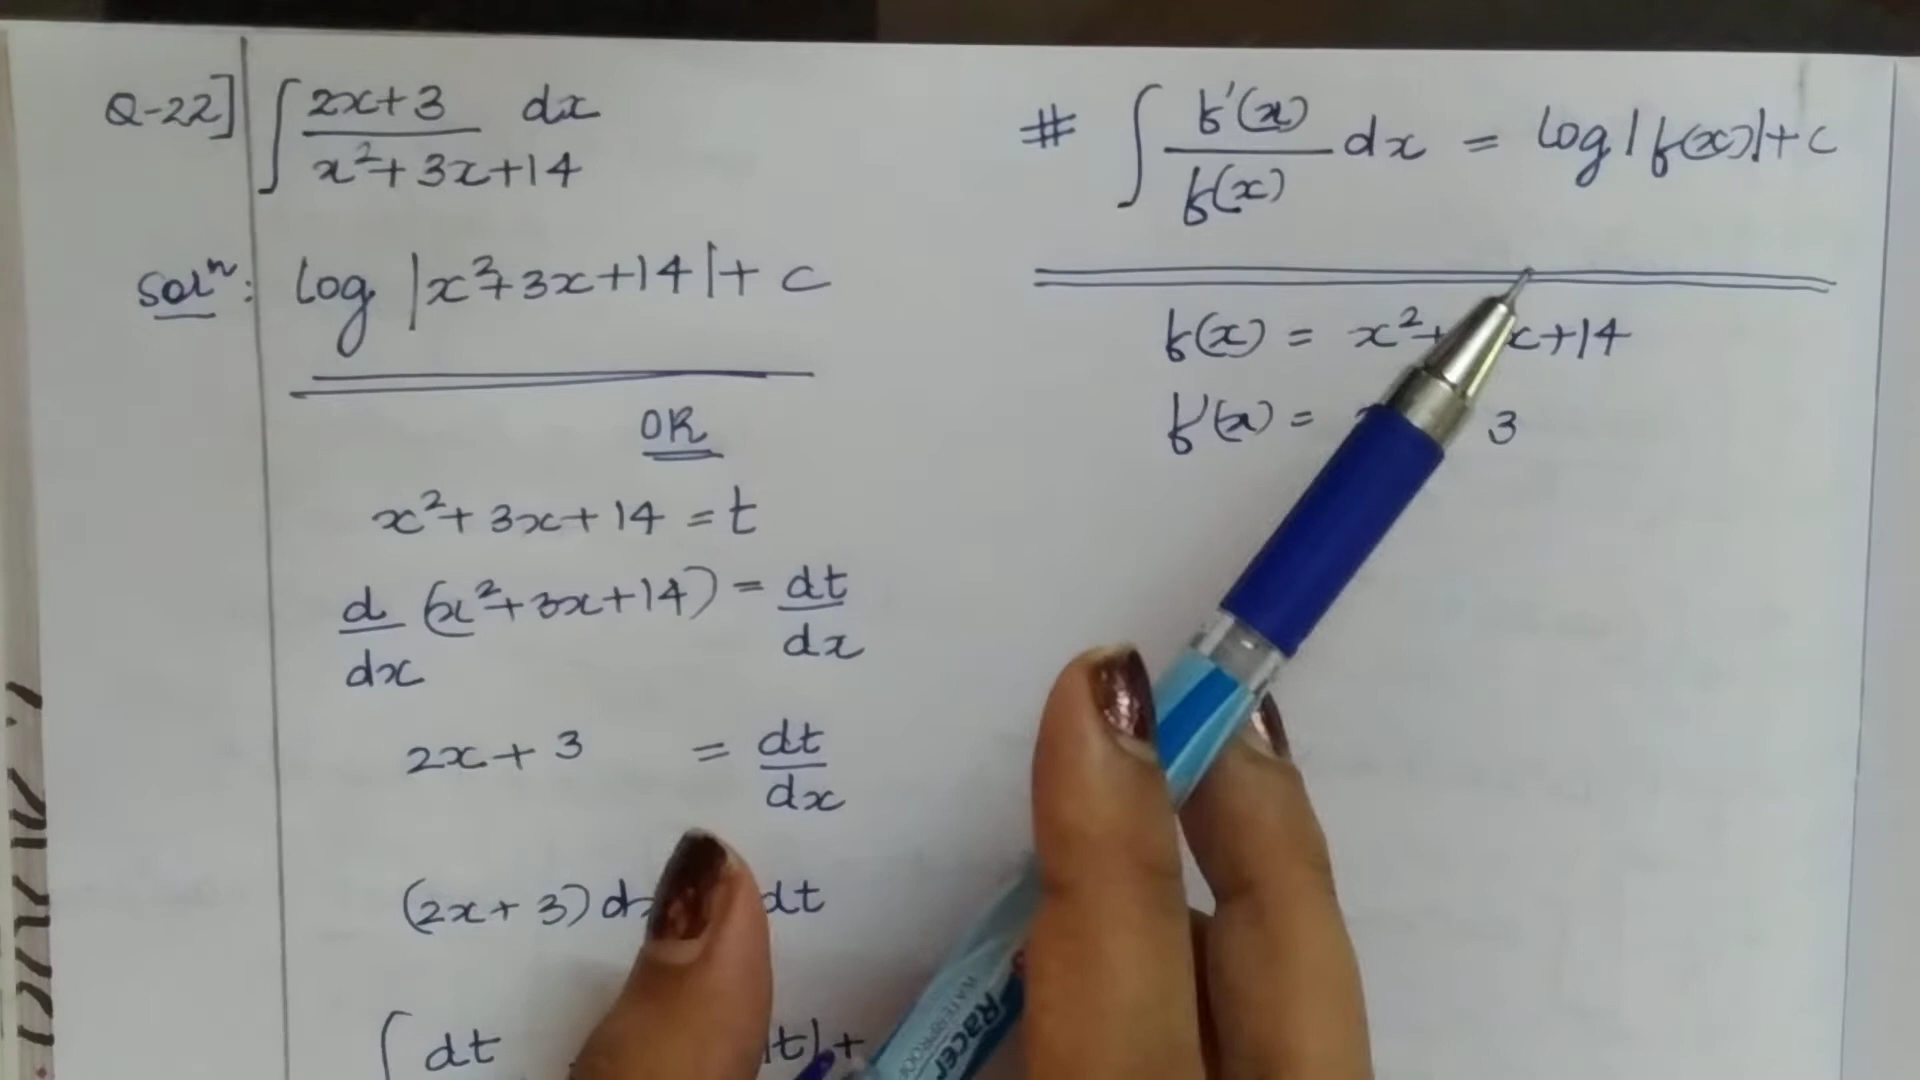 Q-22] ∫ 2x+3 / x²+3x+14 dx
Solⁿ: log |x²+3x+14|+c
OR
x²+3x+14 = t
d/dx (x²+3x+14) = dt/dx
2x+3 = dt/dx
(2x+3) dt
∫ dt |t|+
# ∫ f'(x)/f(x) dx = log|f(x)|+c
f(x) = x²+ x+14
f'(x) = 3
Racer
WATERPROOF